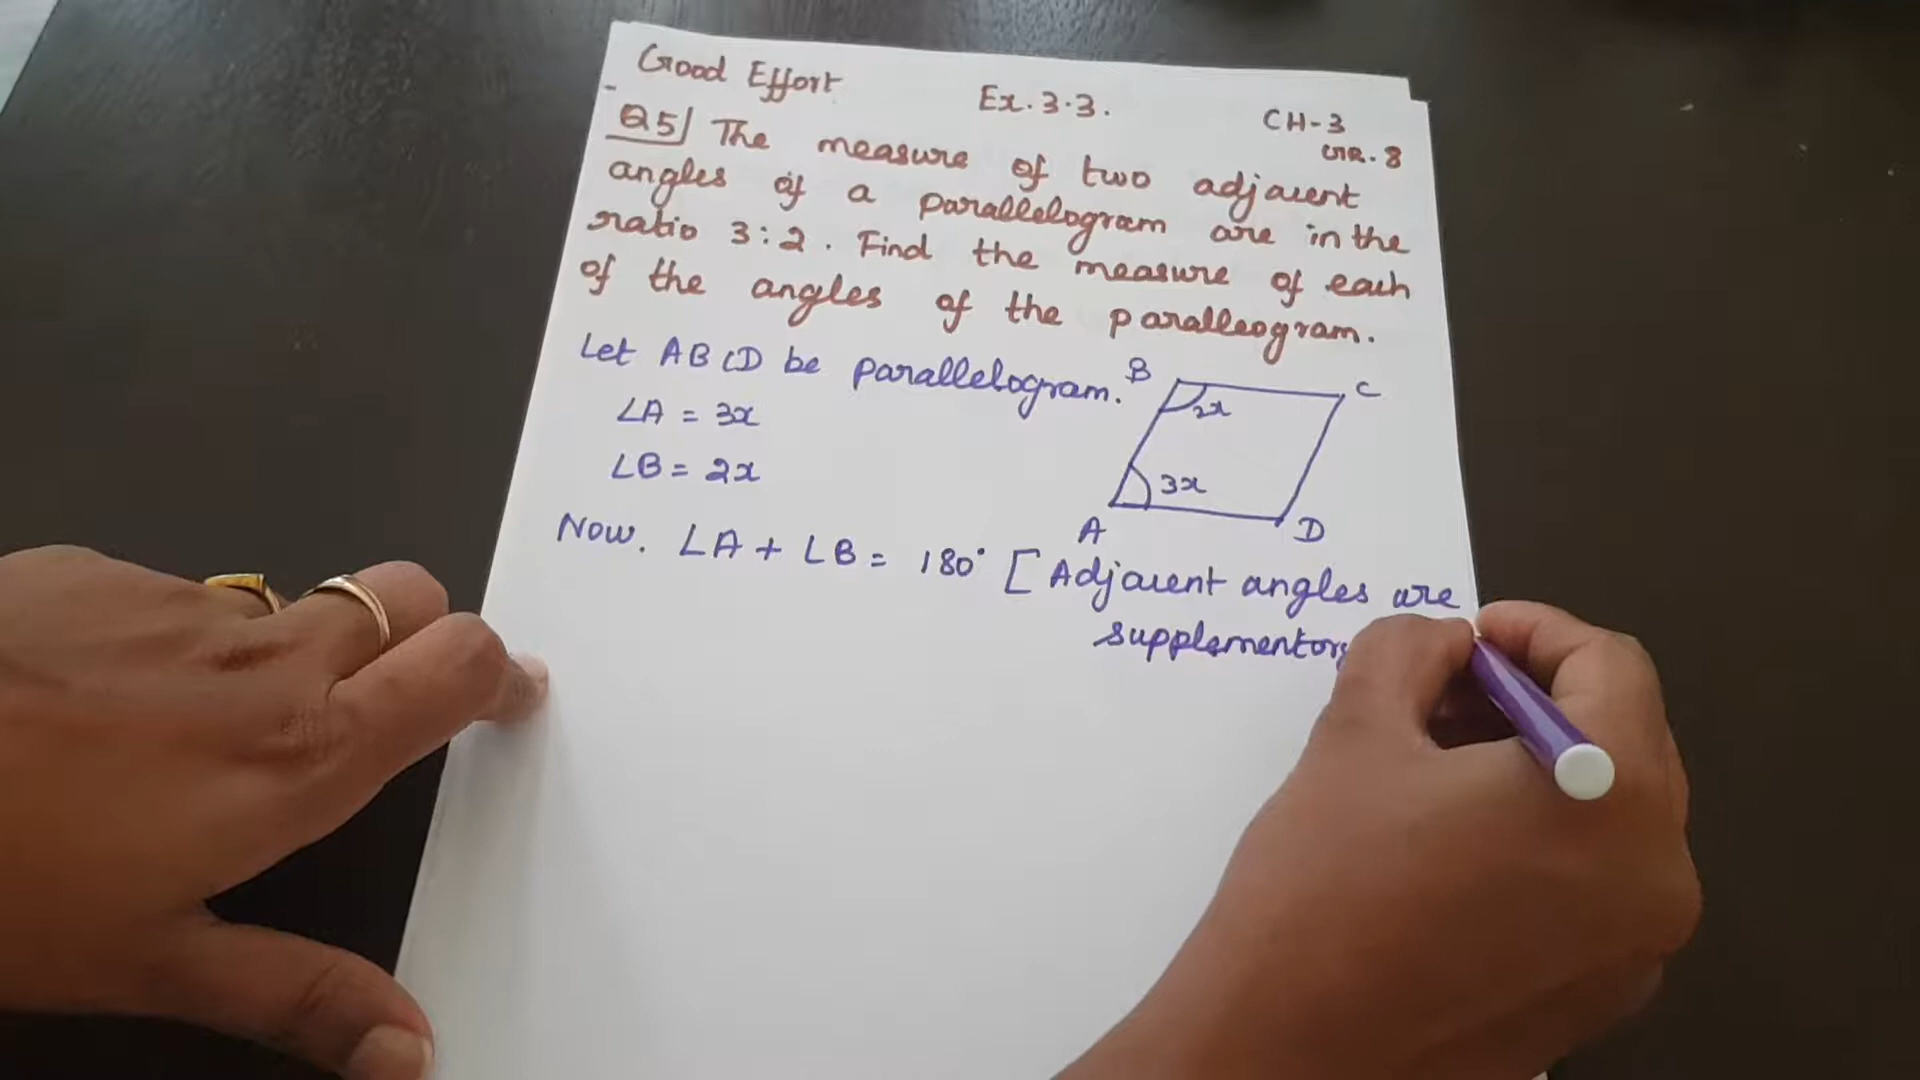 Good Effort
Ex. 3.3.
CH-3
GR. 8
Q5 The measure of two adjacent
angles of a parallelogram are in the
ratio 3:2. Find the measure of each
of the angles of the paralleogram.
Let ABCD be parallelogram.
∠A = 3x
∠B = 2x
B
C
2x
3x
A
D
Now. ∠A + ∠B = 180° [Adjacent angles are
supplementary